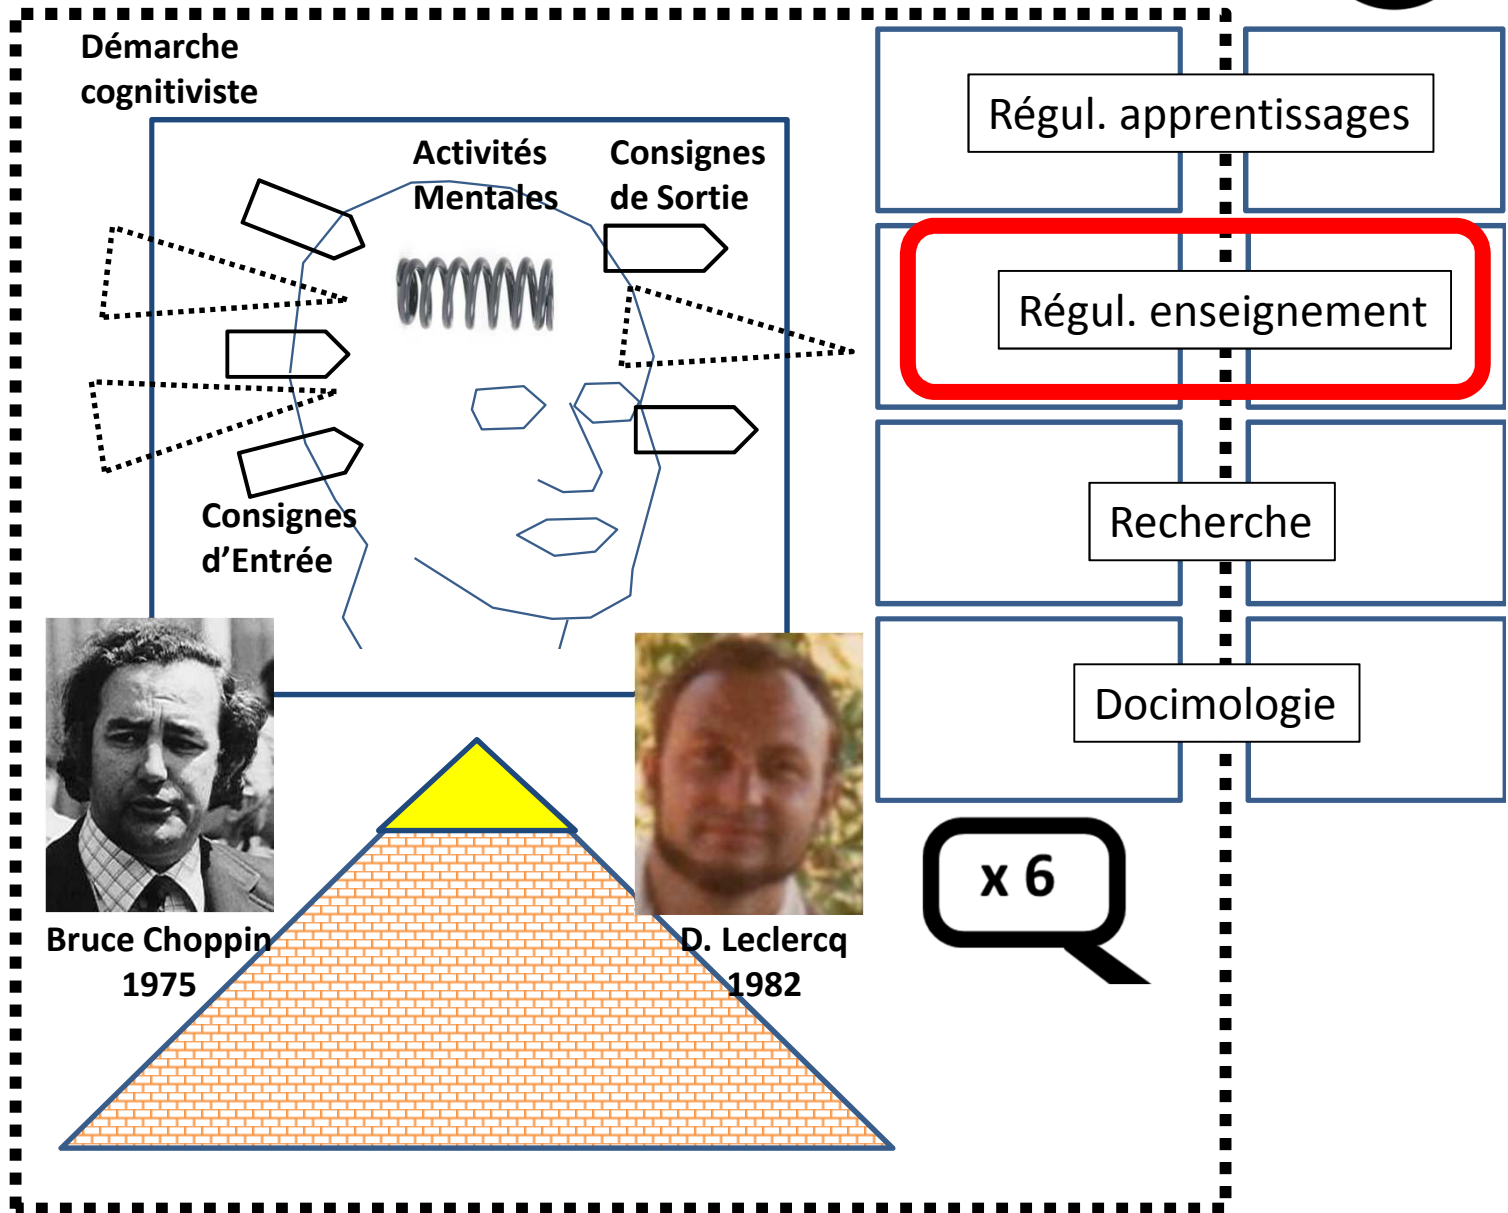 Démarche
cognitiviste
Activités
Mentales
Consignes
de Sortie
Consignes
d'Entrée
Bruce Choppin
1975
D. Leclercq
1982
Régul. apprentissages
Régul. enseignement
Recherche
Docimologie
x 6